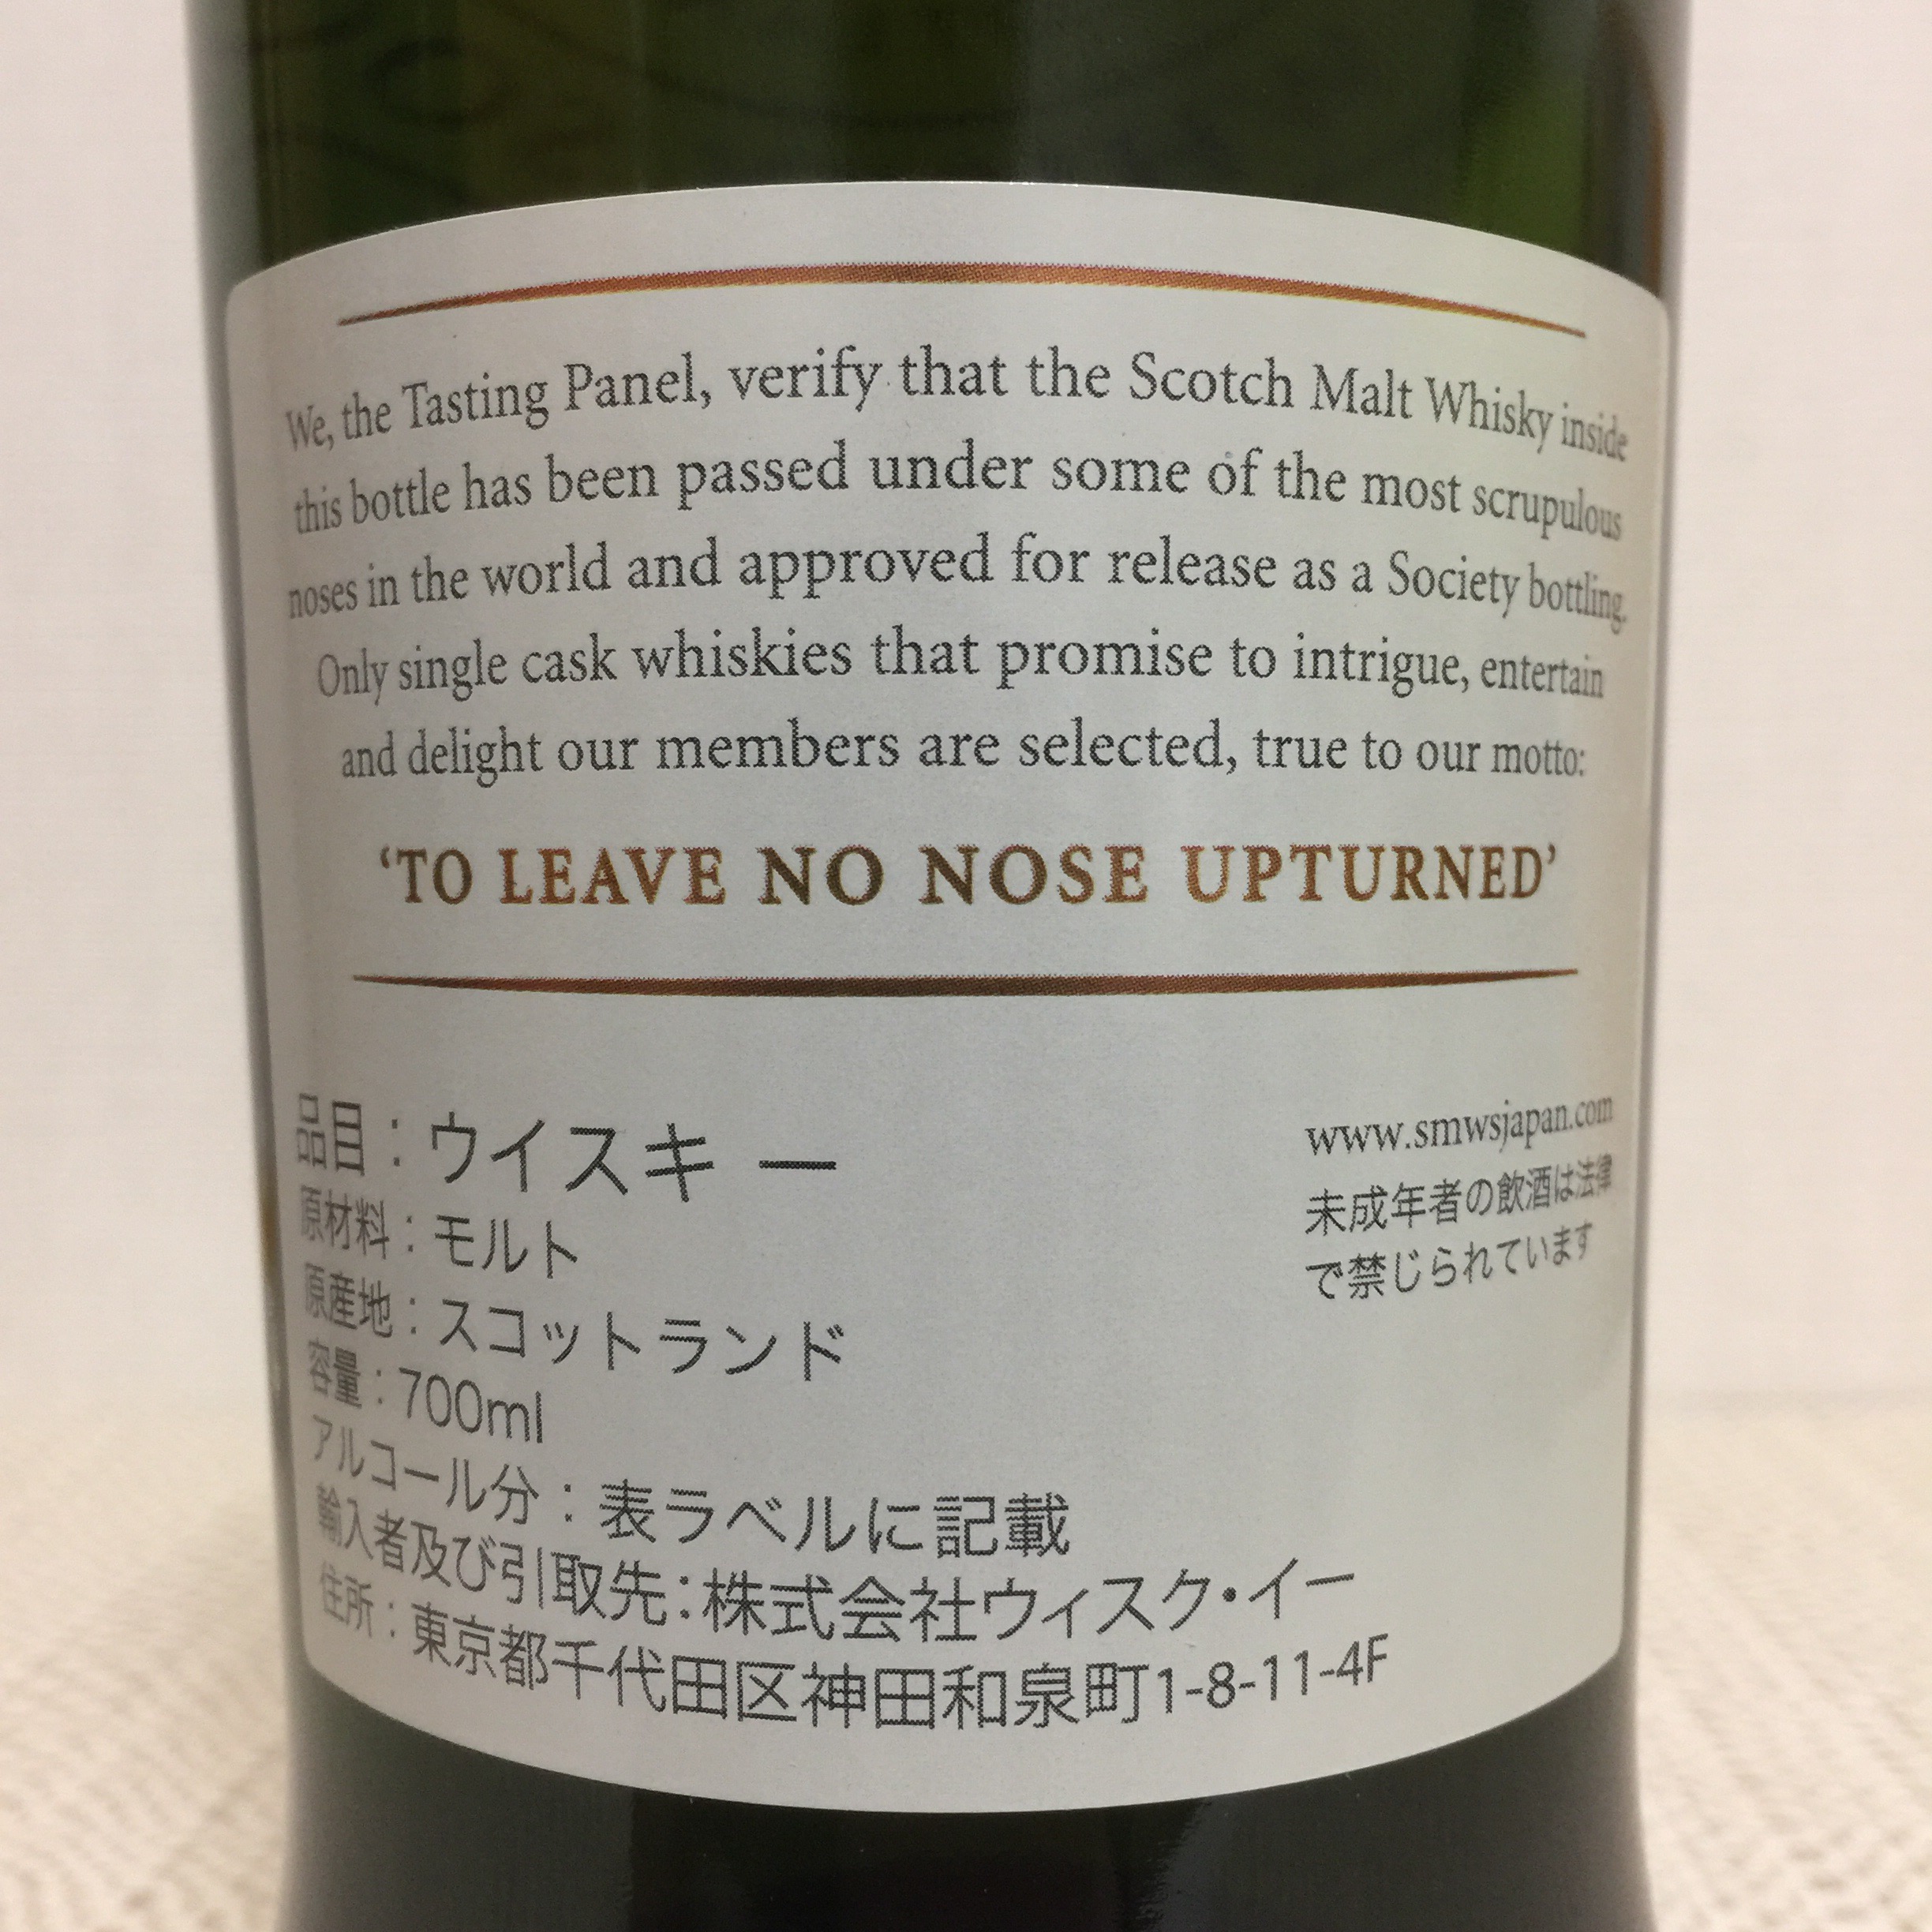 We, the Tasting Panel, verify that the Scotch Malt Whisky inside
this bottle has been passed under some of the most scrupulous
noses in the world and approved for release as a Society bottling.
Only single cask whiskies that promise to intrigue, entertain
and delight our members are selected, true to our motto:
‘TO LEAVE NO NOSE UPTURNED’
品目：ウイスキー
原材料：モルト
原産地：スコットランド
容量：700ml
アルコール分：表ラベルに記載
輸入者及び引取先：株式会社ウィスク・イー
住所：東京都千代田区神田和泉町1-8-11-4F
www.smwsjapan.com
未成年者の飲酒は法律
で禁じられています